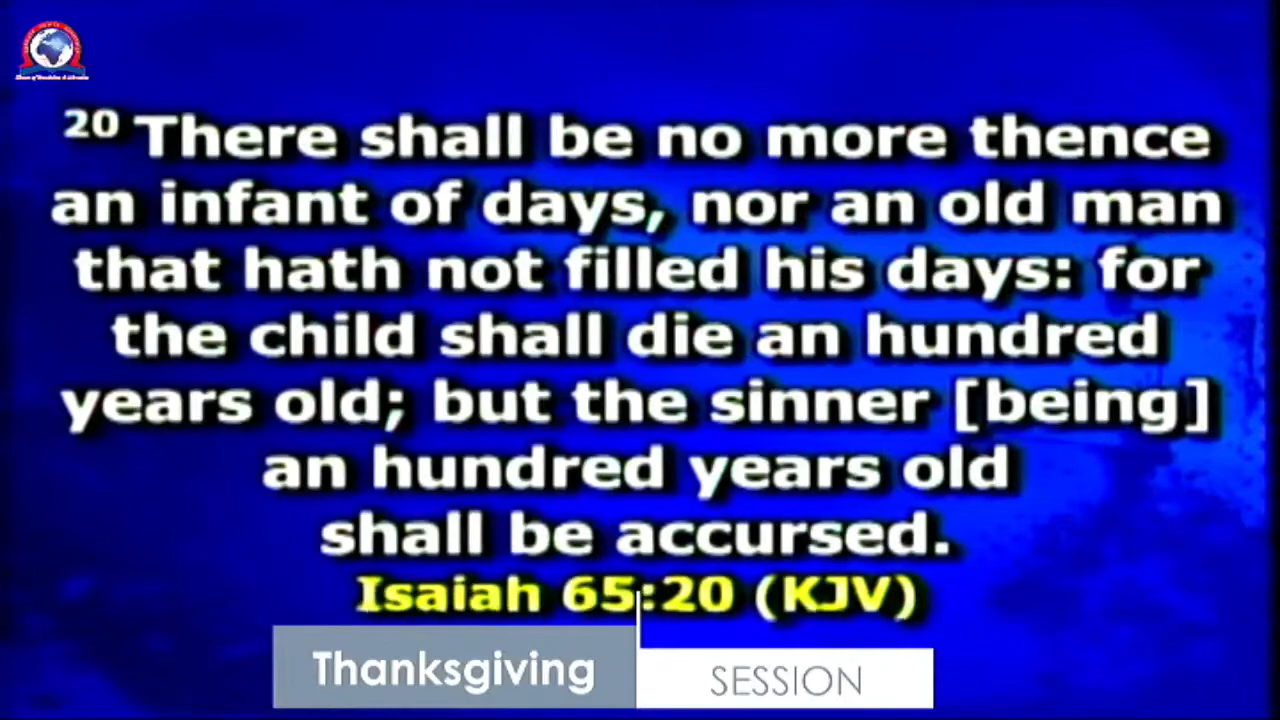 20 There shall be no more thence
an infant of days, nor an old man
that hath not filled his days: for
the child shall die an hundred
years old; but the sinner [being]
an hundred years old
shall be accursed.
Isaiah 65:20 (KJV)
Thanksgiving SESSION